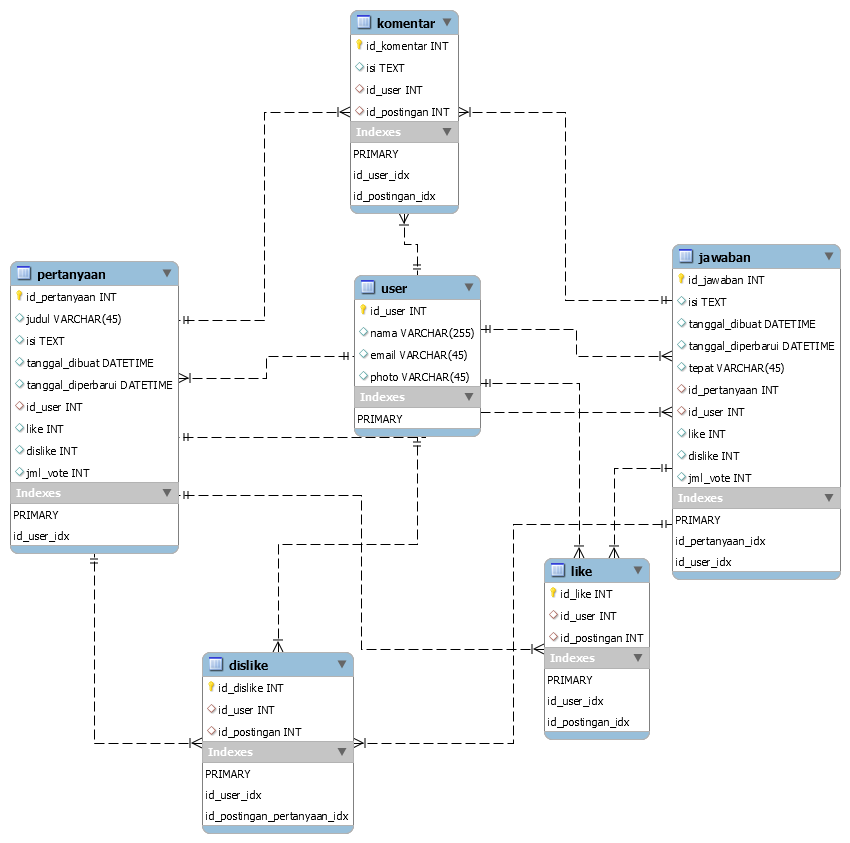 komentar
id_komentar INT
isi TEXT
id_user INT
id_postingan INT
Indexes
PRIMARY
id_user_idx
id_postingan_idx
pertanyaan
id_pertanyaan INT
judul VARCHAR(45)
isi TEXT
tanggal_dibuat DATETIME
tanggal_diperbarui DATETIME
id_user INT
like INT
dislike INT
jml_vote INT
Indexes
PRIMARY
id_user_idx
user
id_user INT
nama VARCHAR(255)
email VARCHAR(45)
photo VARCHAR(45)
Indexes
PRIMARY
jawaban
id_jawaban INT
isi TEXT
tanggal_dibuat DATETIME
tanggal_diperbarui DATETIME
tepat VARCHAR(45)
id_pertanyaan INT
id_user INT
like INT
dislike INT
jml_vote INT
Indexes
PRIMARY
id_pertanyaan_idx
id_user_idx
like
id_like INT
id_user INT
id_postingan INT
Indexes
PRIMARY
id_user_idx
id_postingan_idx
dislike
id_dislike INT
id_user INT
id_postingan INT
Indexes
PRIMARY
id_user_idx
id_postingan_pertanyaan_idx